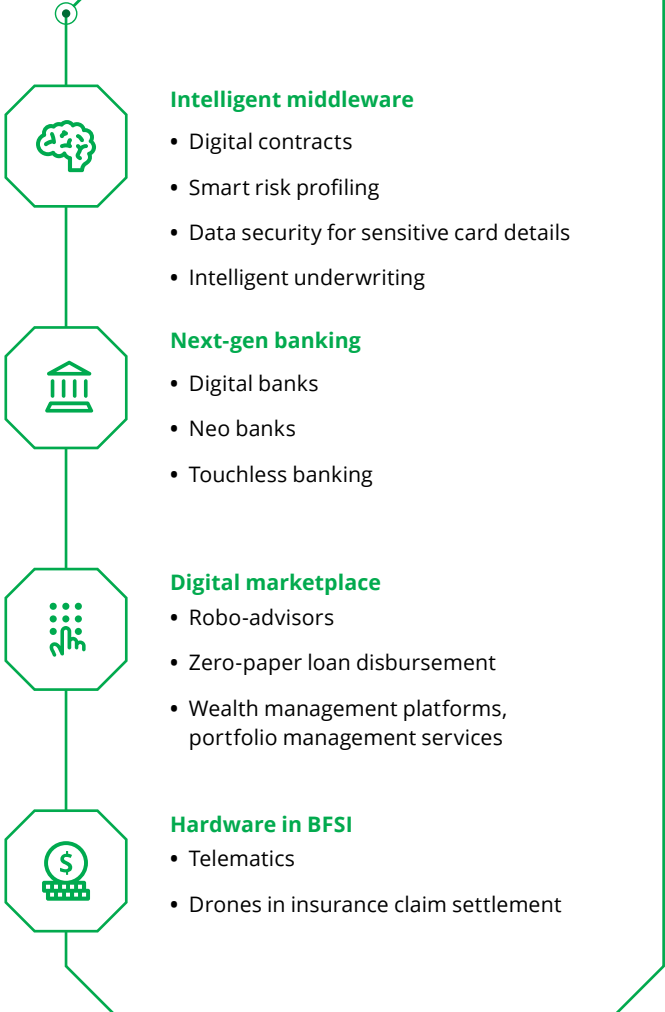 Intelligent middleware
• Digital contracts
• Smart risk profiling
• Data security for sensitive card details
• Intelligent underwriting
Next-gen banking
• Digital banks
• Neo banks
• Touchless banking
Digital marketplace
• Robo-advisors
• Zero-paper loan disbursement
• Wealth management platforms,
portfolio management services
$
Hardware in BFSI
• Telematics
• Drones in insurance claim settlement